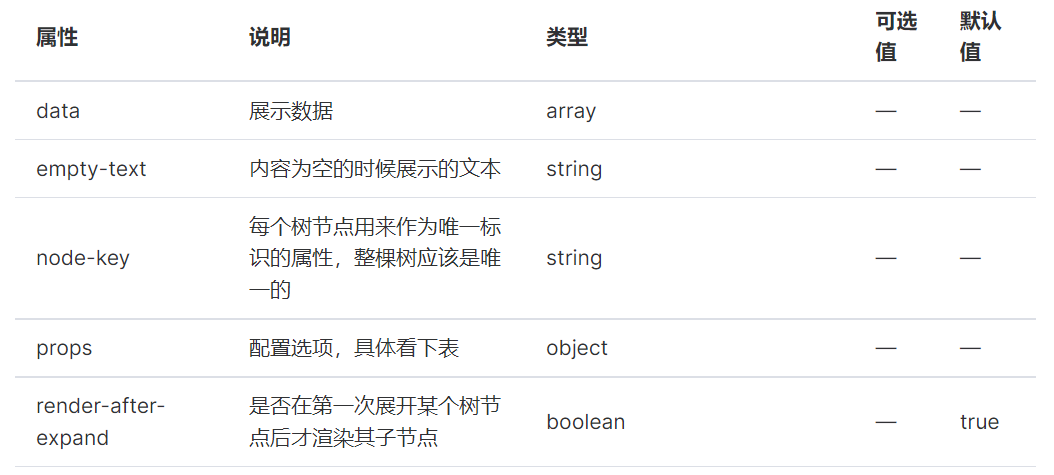 属性 说明 类型 可选值 默认值
data 展示数据 array — —
empty-text 内容为空的时候展示的文本 string — —
node-key 每个树节点用来作为唯一标
识的属性，整棵树应该是唯
一的 string — —
props 配置选项，具体看下表 object — —
render-after-
expand 是否在第一次展开某个树节
点后才渲染其子节点 boolean — true